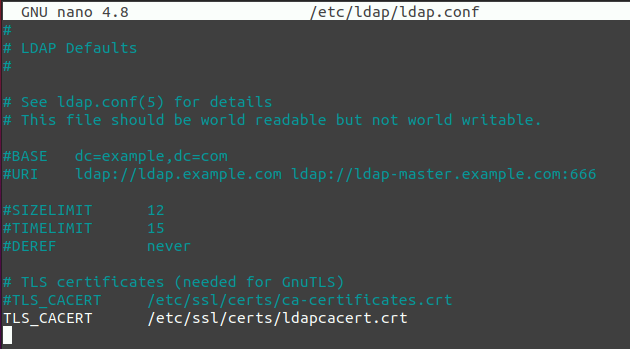 GNU nano 4.8 /etc/ldap/ldap.conf
#
# LDAP Defaults
#
# See ldap.conf(5) for details
# This file should be world readable but not world writable.
#BASE dc=example,dc=com
#URI ldap://ldap.example.com ldap://ldap-master.example.com:666
#SIZELIMIT 12
#TIMELIMIT 15
#DEREF never
# TLS certificates (needed for GnuTLS)
#TLS_CACERT /etc/ssl/certs/ca-certificates.crt
TLS_CACERT /etc/ssl/certs/ldapcacert.crt